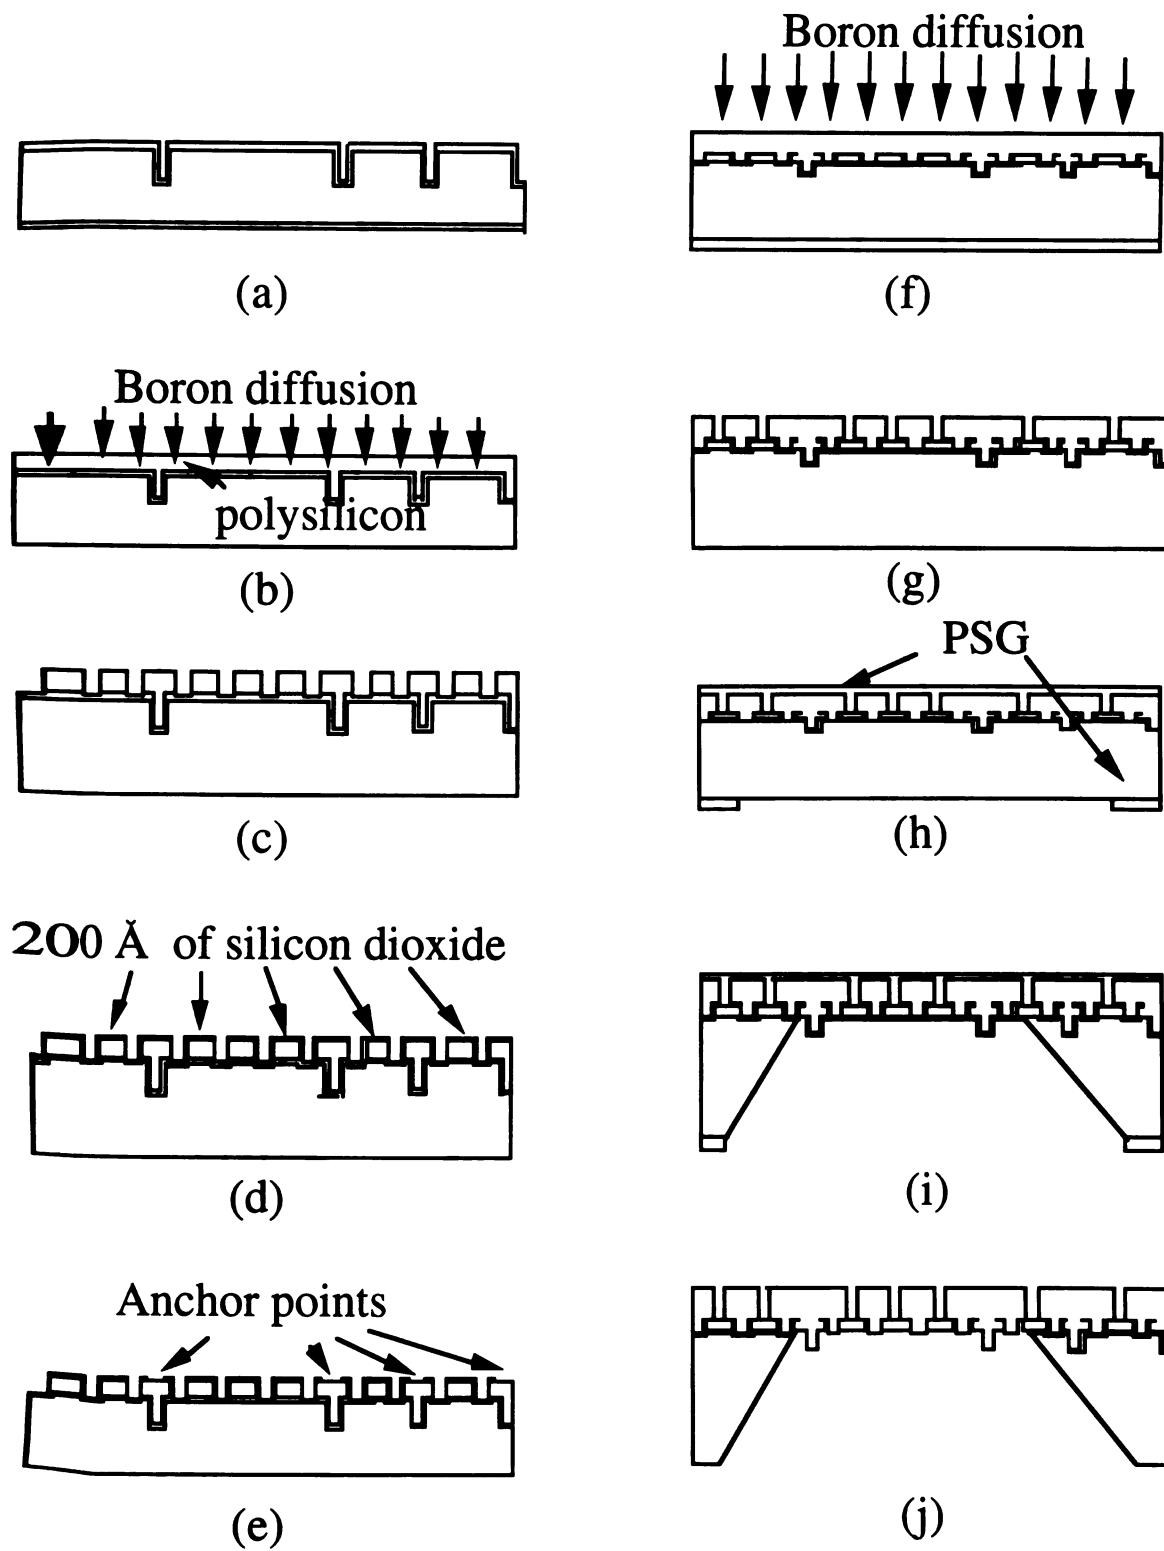 (a)
Boron diffusion
polysilicon
(b)
(c)
200 Ǎ of silicon dioxide
(d)
Anchor points
(e)
Boron diffusion
(f)
(g)
PSG
(h)
(i)
(j)